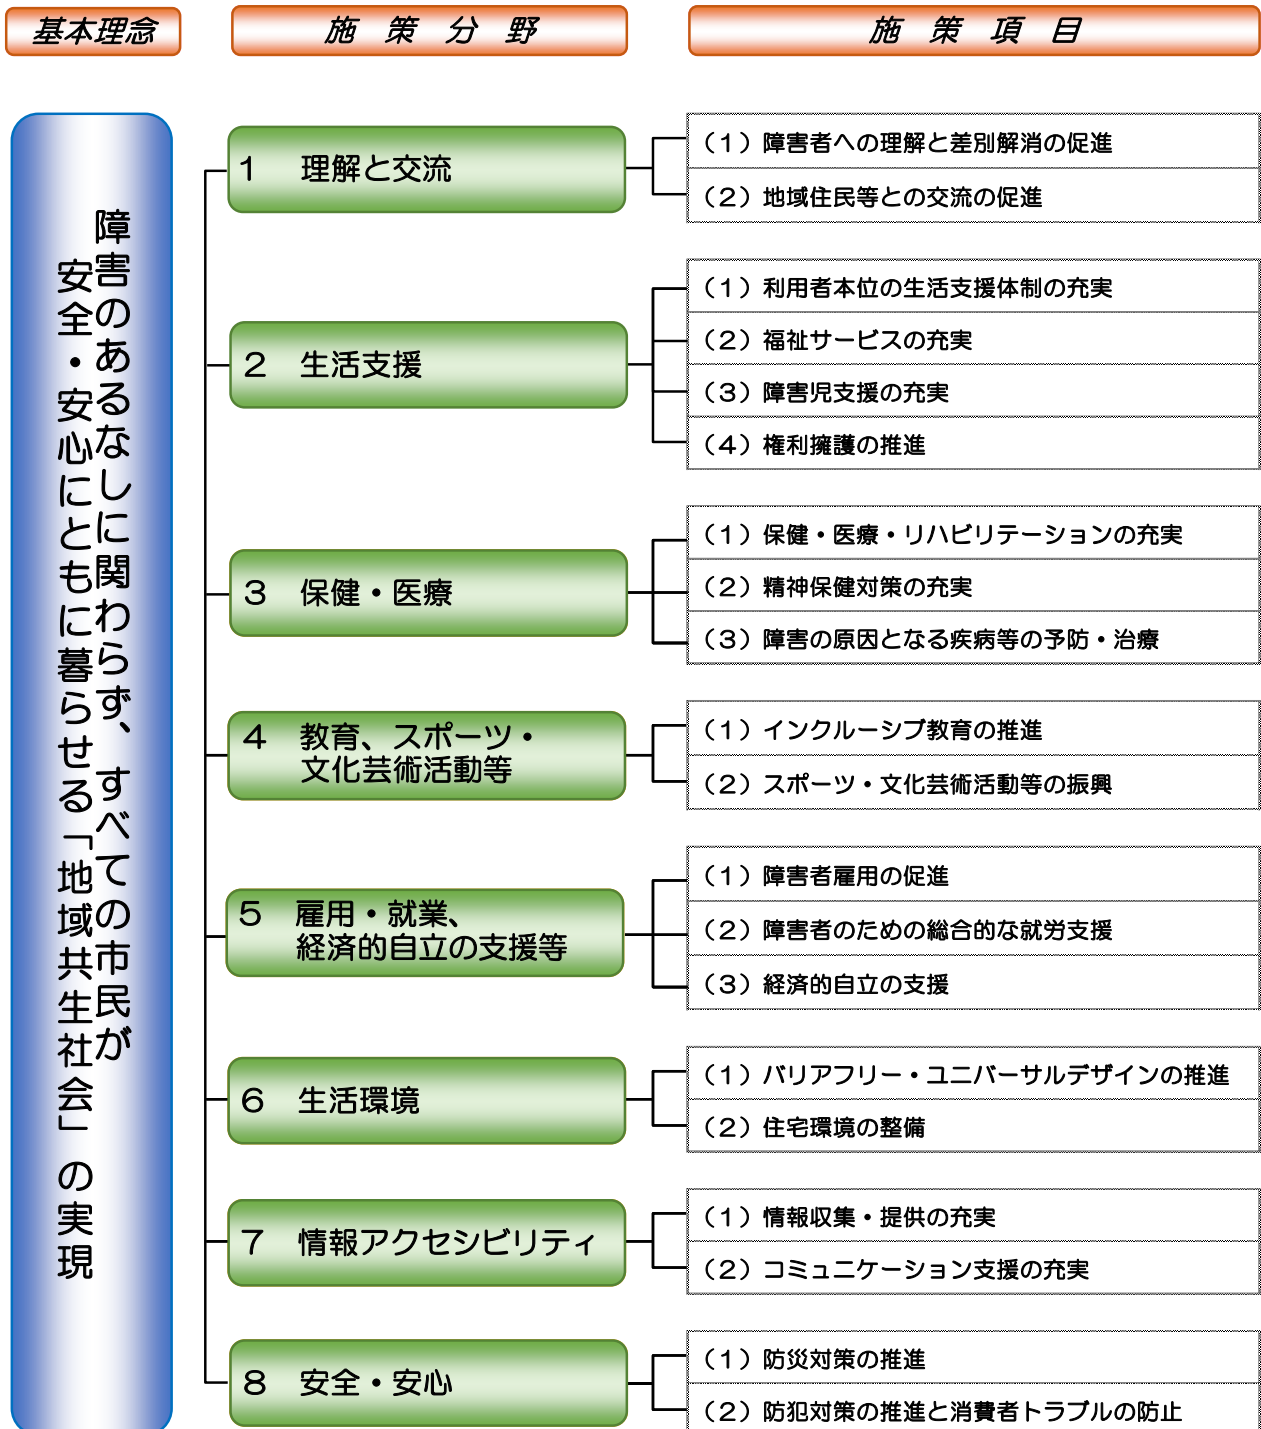 基本理念
施策分野
施策項目
障害のあるなしに関わらず、すべての市民が
安全・安心にともに暮らせる「地域共生社会」の実現
1 理解と交流
（1）障害者への理解と差別解消の促進
（2）地域住民等との交流の促進
2 生活支援
（1）利用者本位の生活支援体制の充実
（2）福祉サービスの充実
（3）障害児支援の充実
（4）権利擁護の推進
3 保健・医療
（1）保健・医療・リハビリテーションの充実
（2）精神保健対策の充実
（3）障害の原因となる疾病等の予防・治療
4 教育、スポーツ・
文化芸術活動等
（1）インクルーシブ教育の推進
（2）スポーツ・文化芸術活動等の振興
5 雇用・就業、
経済的自立の支援等
（1）障害者雇用の促進
（2）障害者のための総合的な就労支援
（3）経済的自立の支援
6 生活環境
（1）バリアフリー・ユニバーサルデザインの推進
（2）住宅環境の整備
7 情報アクセシビリティ
（1）情報収集・提供の充実
（2）コミュニケーション支援の充実
8 安全・安心
（1）防災対策の推進
（2）防犯対策の推進と消費者トラブルの防止